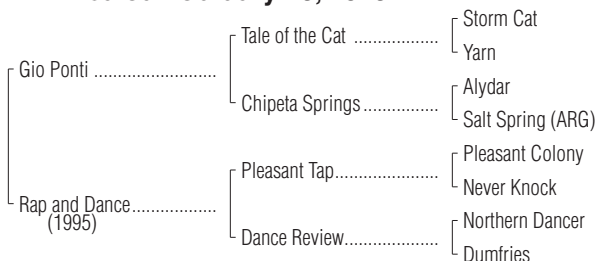 Storm Cat
Tale of the Cat ..................
Yarn
Gio Ponti ..........................
Alydar
Chipeta Springs ................
Salt Spring (ARG)
Pleasant Colony
Pleasant Tap......................
Never Knock
Rap and Dance..................
(1995)
Northern Dancer
Dance Review....................
Dumfries